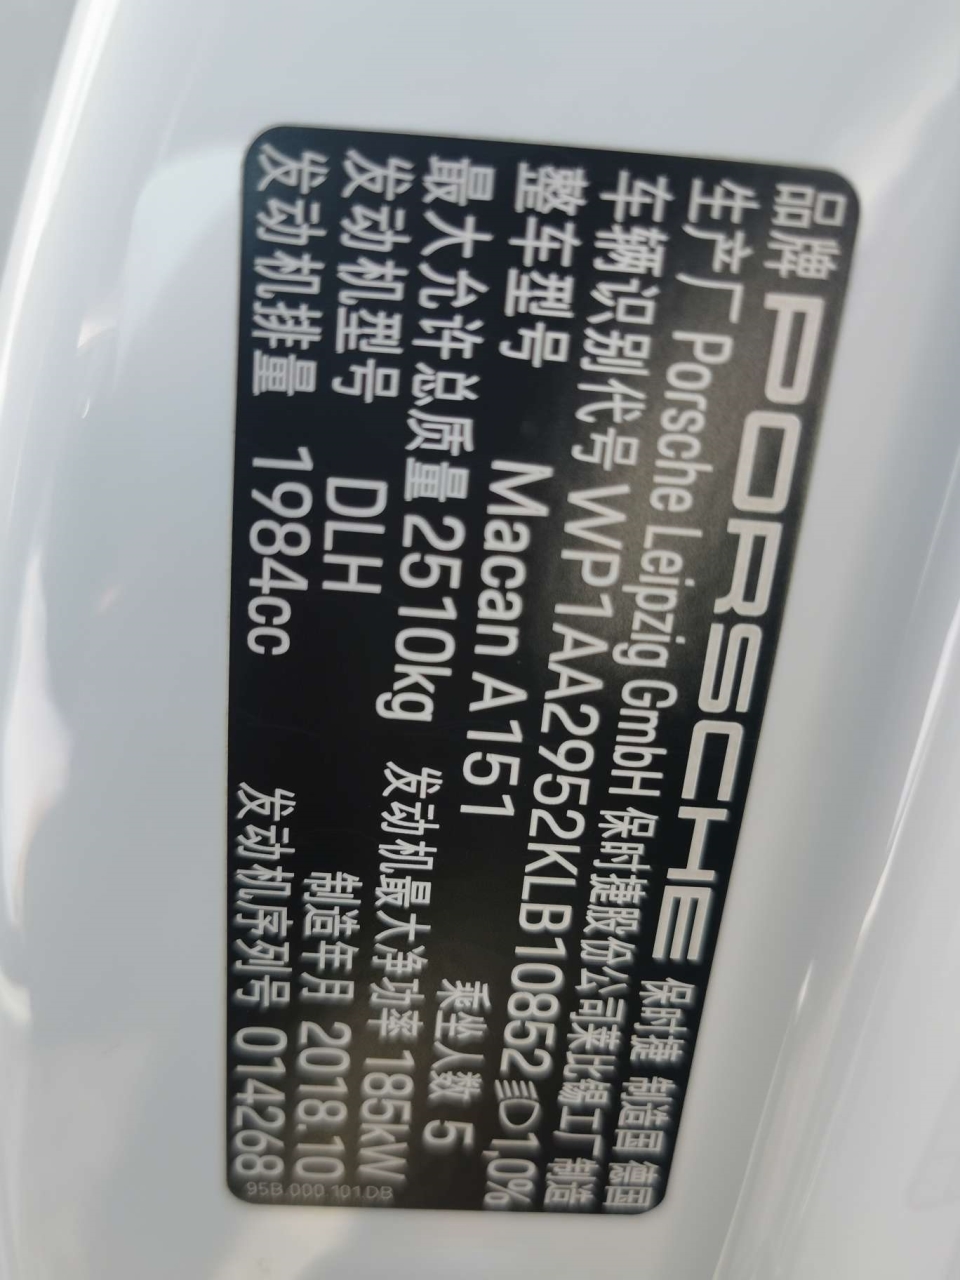 品牌 PORSCHE 保时捷 制造国 德国
生产厂 Porsche Leipzig GmbH 保时捷股份公司莱比锡工厂 制造
车辆识别代号 WP1AA2952KLB10852 1,0%
整车型号 Macan A151 乘坐人数 5
最大允许总质量 2510kg 发动机最大净功率 185kW
发动机型号 DLH 制造年月 2018.10
发动机排量 1984cc 发动机序列号 014268
95B.000.101.DB